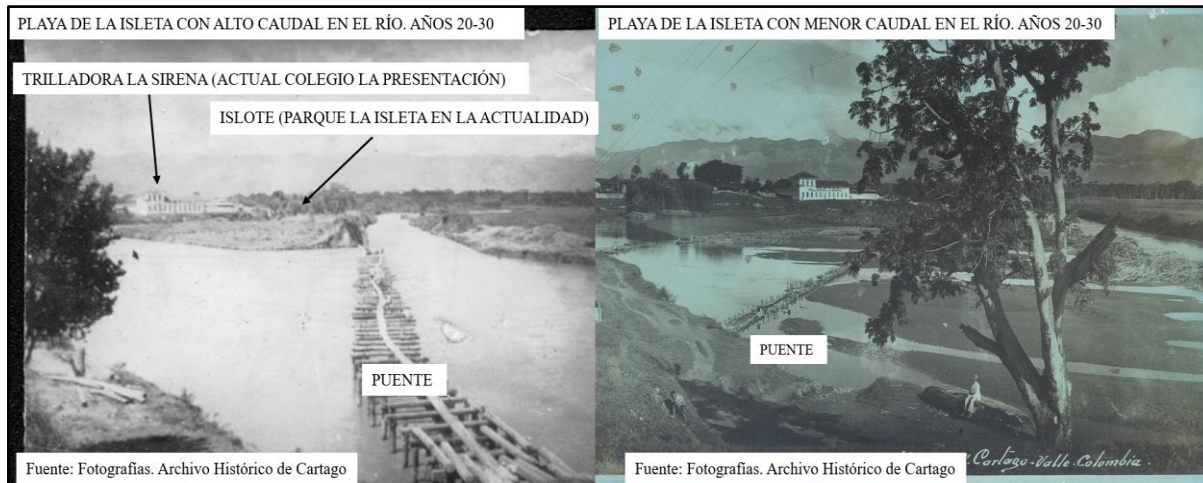 PLAYA DE LA ISLETA CON ALTO CAUDAL EN EL RÍO. AÑOS 20-30
TRILLADORA LA SIRENA (ACTUAL COLEGIO LA PRESENTACIÓN)
ISLOTE (PARQUE LA ISLETA EN LA ACTUALIDAD)
PUENTE
Fuente: Fotografías. Archivo Histórico de Cartago
PLAYA DE LA ISLETA CON MENOR CAUDAL EN EL RÍO. AÑOS 20-30
PUENTE
Fuente: Fotografías. Archivo Histórico de Cartago
Cartago-Valle-Colombia.